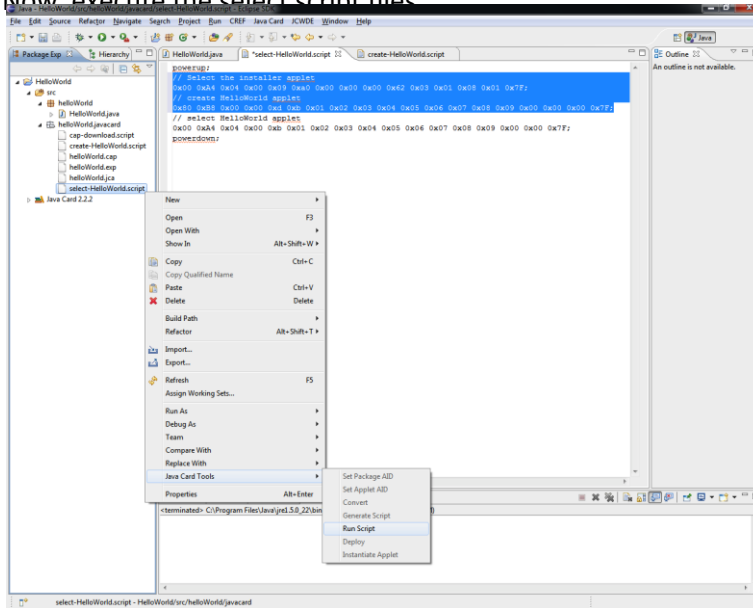 Now, execute the select script files
Java - HelloWorld/src/helloWorld/javacard/select-HelloWorld.script - Eclipse SDK
File Edit Source Refactor Navigate Search Project Run CREF Java Card JCWDE Window Help
Java
Package Exp
Hierarchy
HelloWorld.java
*select-HelloWorld.script
create-HelloWorld.script
Outline
An outline is not available.
HelloWorld
src
helloWorld
HelloWorld.java
helloWorld.javacard
cap-download.script
create-HelloWorld.script
helloWorld.cap
helloWorld.exp
helloWorld.jca
select-HelloWorld.script
Java Card 2.2.2
powerup;
// Select the installer applet
0x00 0xA4 0x04 0x00 0x09 0xa0 0x00 0x00 0x00 0x62 0x03 0x01 0x08 0x01 0x7F;
// create HelloWorld applet
0x80 0xB8 0x00 0x00 0xd 0xb 0x01 0x02 0x03 0x04 0x05 0x06 0x07 0x08 0x09 0x00 0x00 0x00 0x7F;
// select HelloWorld applet
0x00 0xA4 0x04 0x00 0xb 0x01 0x02 0x03 0x04 0x05 0x06 0x07 0x08 0x09 0x00 0x00 0x7F;
powerdown;
New
Open F3
Open With
Show In Alt+Shift+W
Copy Ctrl+C
Copy Qualified Name
Paste Ctrl+V
Delete Delete
Build Path
Refactor Alt+Shift+T
Import...
Export...
Refresh F5
Assign Working Sets...
Run As
Debug As
Team
Compare With
Replace With
Java Card Tools
Properties Alt+Enter
Set Package AID
Set Applet AID
Convert
Generate Script
Run Script
Deploy
Instantiate Applet
<terminated> C:\Program Files\Java\jre1.5.0_22\bin
select-HelloWorld.script - HelloWorld/src/helloWorld/javacard